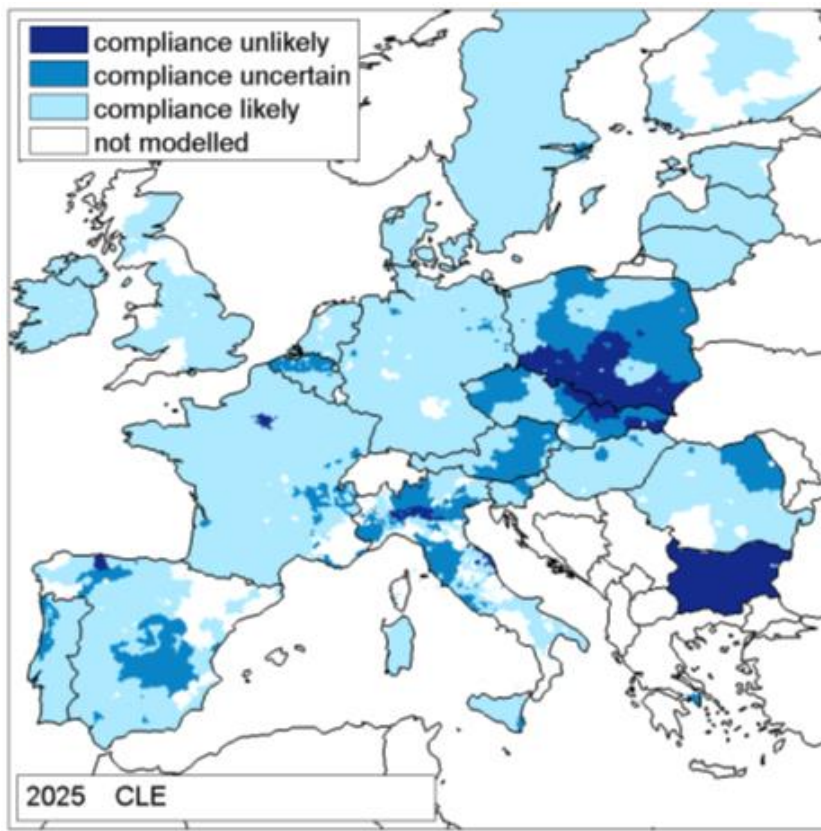 compliance unlikely
compliance uncertain
compliance likely
not modelled
2025 CLE